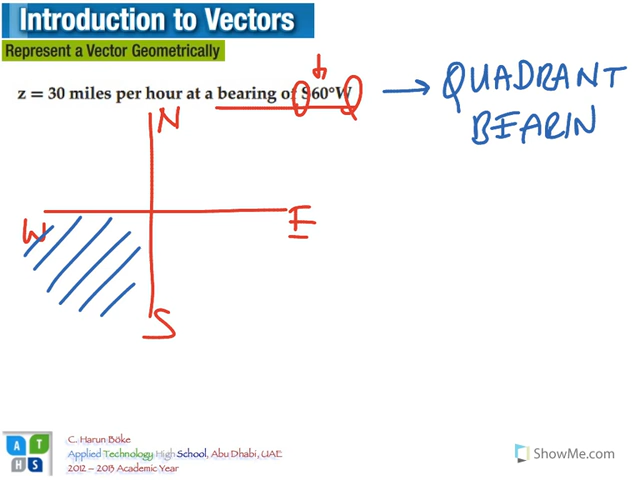 Introduction to Vectors
Represent a Vector Geometrically
z = 30 miles per hour at a bearing of S60°W
QUADRANT
BEARIN
N
W
E
S
A T
H S
C. Harun Böke
Applied Technology High School, Abu Dhabi, UAE
2012 – 2013 Academic Year
ShowMe.com